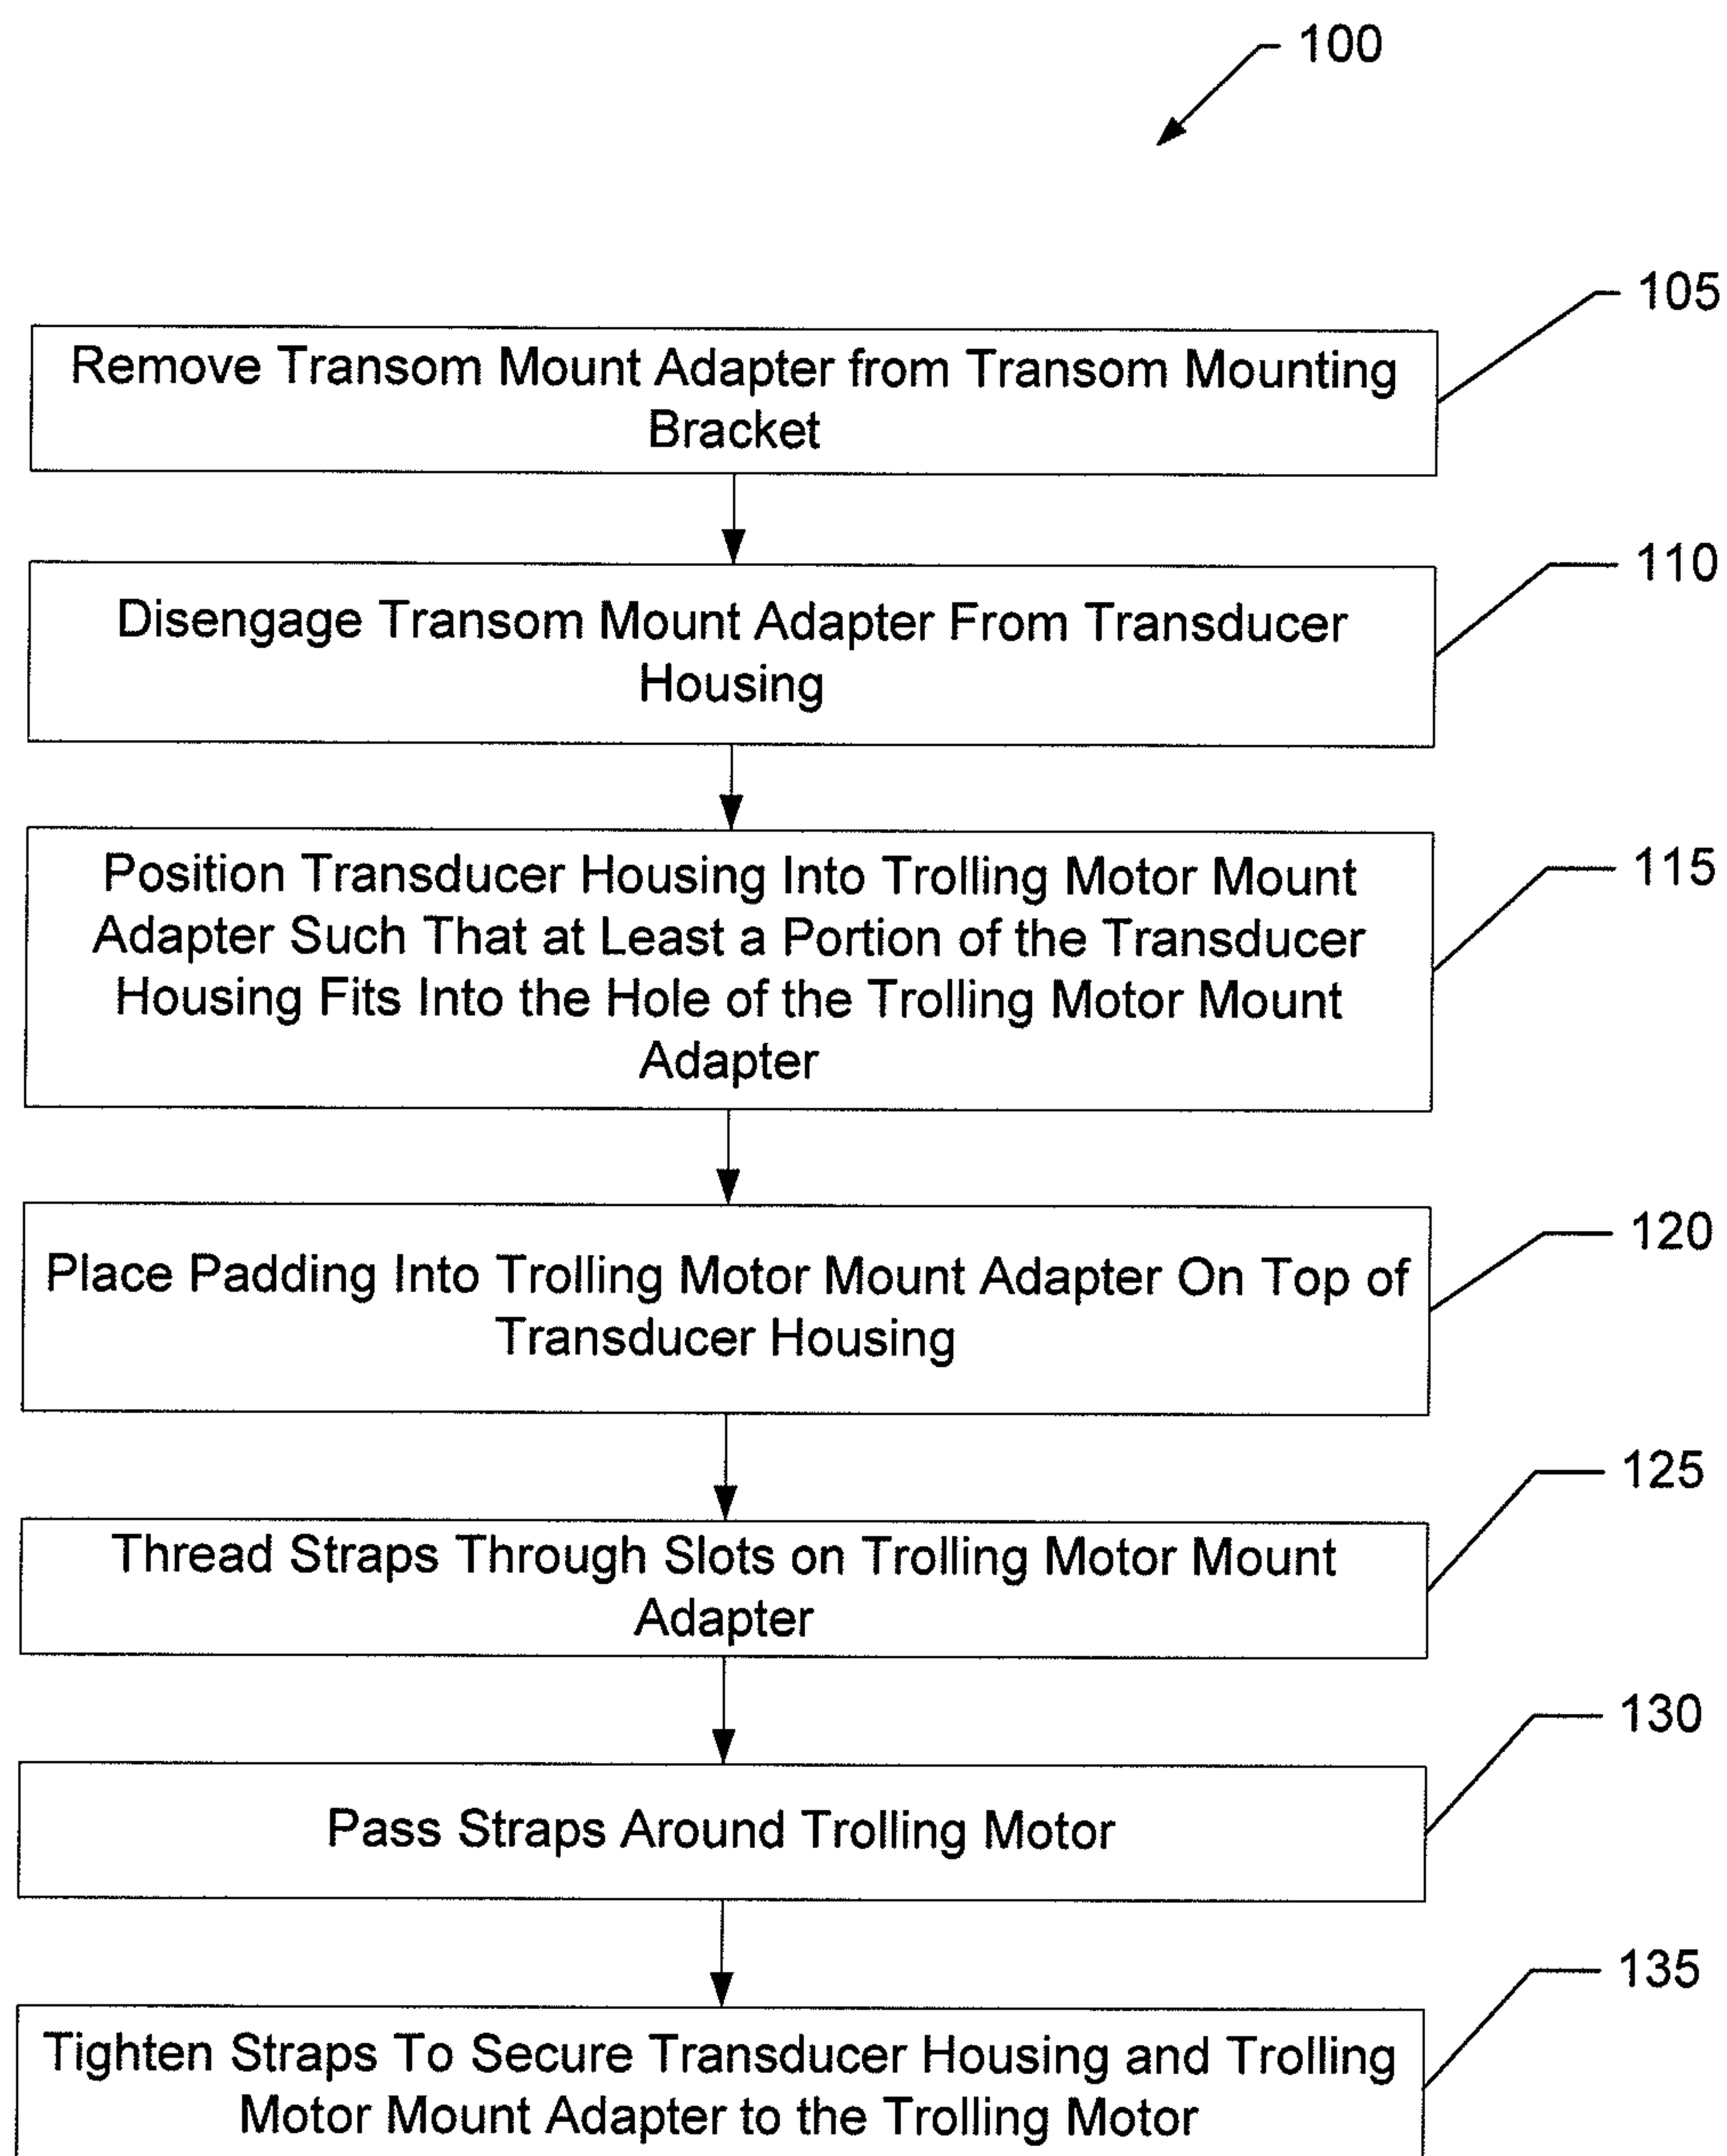 100
105
Remove Transom Mount Adapter from Transom Mounting
Bracket
110
Disengage Transom Mount Adapter From Transducer
Housing
115
Position Transducer Housing Into Trolling Motor Mount
Adapter Such That at Least a Portion of the Transducer
Housing Fits Into the Hole of the Trolling Motor Mount
Adapter
120
Place Padding Into Trolling Motor Mount Adapter On Top of
Transducer Housing
125
Thread Straps Through Slots on Trolling Motor Mount
Adapter
130
Pass Straps Around Trolling Motor
135
Tighten Straps To Secure Transducer Housing and Trolling
Motor Mount Adapter to the Trolling Motor